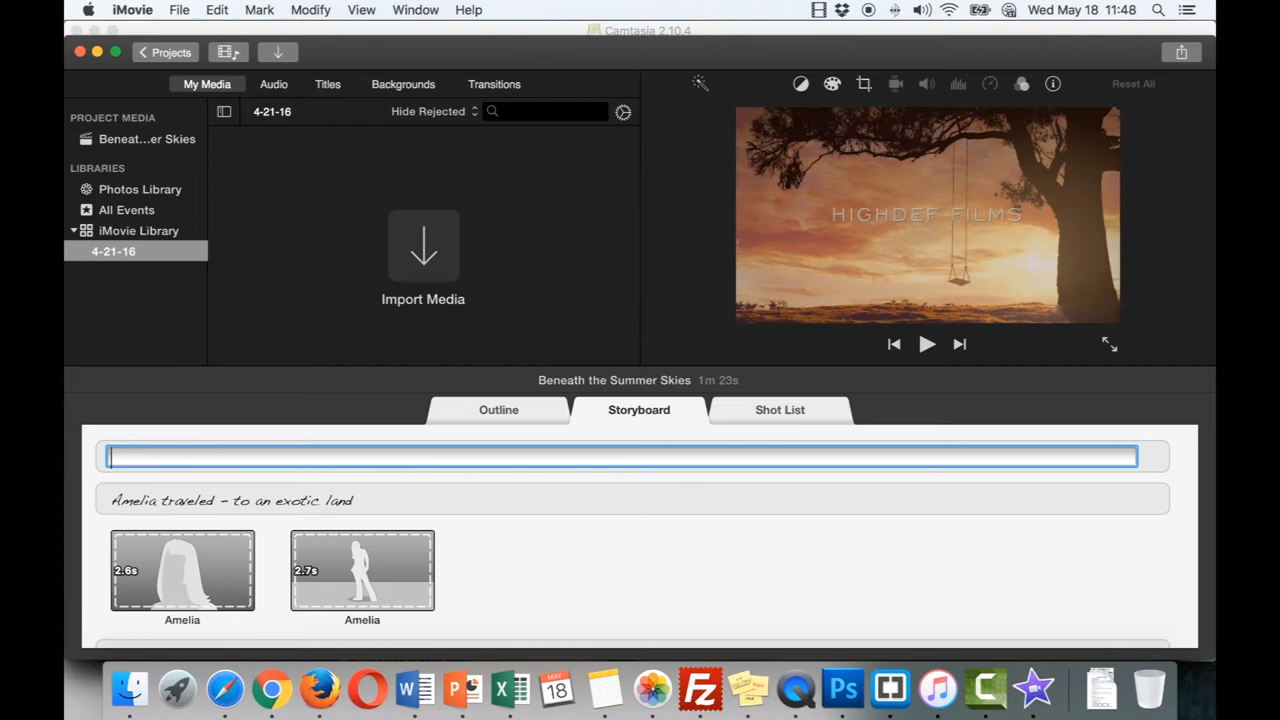 iMovie File Edit Mark Modify View Window Help Wed May 18 11:48
Camtasia 2.10.4
Projects
My Media Audio Titles Backgrounds Transitions Reset All
PROJECT MEDIA 4-21-16 Hide Rejected
Beneat...er Skies
LIBRARIES
Photos Library
All Events
iMovie Library
4-21-16
HIGHDEF FILMS
Import Media
Beneath the Summer Skies 1m 23s
Outline Storyboard Shot List
Amelia traveled - to an exotic land
2.6s 2.7s
Amelia Amelia
W P X MAY 18 Fz Ps C
DOCX